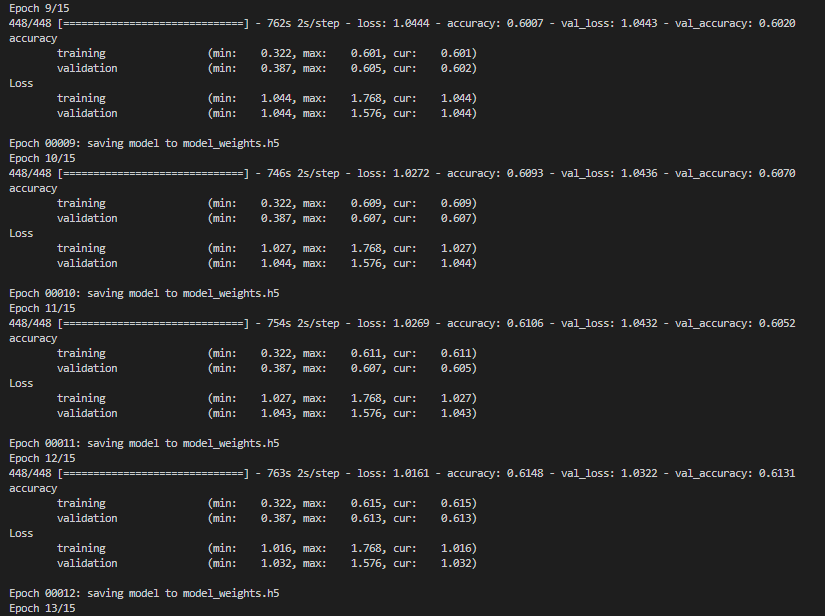 Epoch 9/15
448/448 [==============================] - 762s 2s/step - loss: 1.0444 - accuracy: 0.6007 - val_loss: 1.0443 - val_accuracy: 0.6020
accuracy
training (min: 0.322, max: 0.601, cur: 0.601)
validation (min: 0.387, max: 0.605, cur: 0.602)
Loss
training (min: 1.044, max: 1.768, cur: 1.044)
validation (min: 1.044, max: 1.576, cur: 1.044)
Epoch 00009: saving model to model_weights.h5
Epoch 10/15
448/448 [==============================] - 746s 2s/step - loss: 1.0272 - accuracy: 0.6093 - val_loss: 1.0436 - val_accuracy: 0.6070
accuracy
training (min: 0.322, max: 0.609, cur: 0.609)
validation (min: 0.387, max: 0.607, cur: 0.607)
Loss
training (min: 1.027, max: 1.768, cur: 1.027)
validation (min: 1.044, max: 1.576, cur: 1.044)
Epoch 00010: saving model to model_weights.h5
Epoch 11/15
448/448 [==============================] - 754s 2s/step - loss: 1.0269 - accuracy: 0.6106 - val_loss: 1.0432 - val_accuracy: 0.6052
accuracy
training (min: 0.322, max: 0.611, cur: 0.611)
validation (min: 0.387, max: 0.607, cur: 0.605)
Loss
training (min: 1.027, max: 1.768, cur: 1.027)
validation (min: 1.043, max: 1.576, cur: 1.043)
Epoch 00011: saving model to model_weights.h5
Epoch 12/15
448/448 [==============================] - 763s 2s/step - loss: 1.0161 - accuracy: 0.6148 - val_loss: 1.0322 - val_accuracy: 0.6131
accuracy
training (min: 0.322, max: 0.615, cur: 0.615)
validation (min: 0.387, max: 0.613, cur: 0.613)
Loss
training (min: 1.016, max: 1.768, cur: 1.016)
validation (min: 1.032, max: 1.576, cur: 1.032)
Epoch 00012: saving model to model_weights.h5
Epoch 13/15